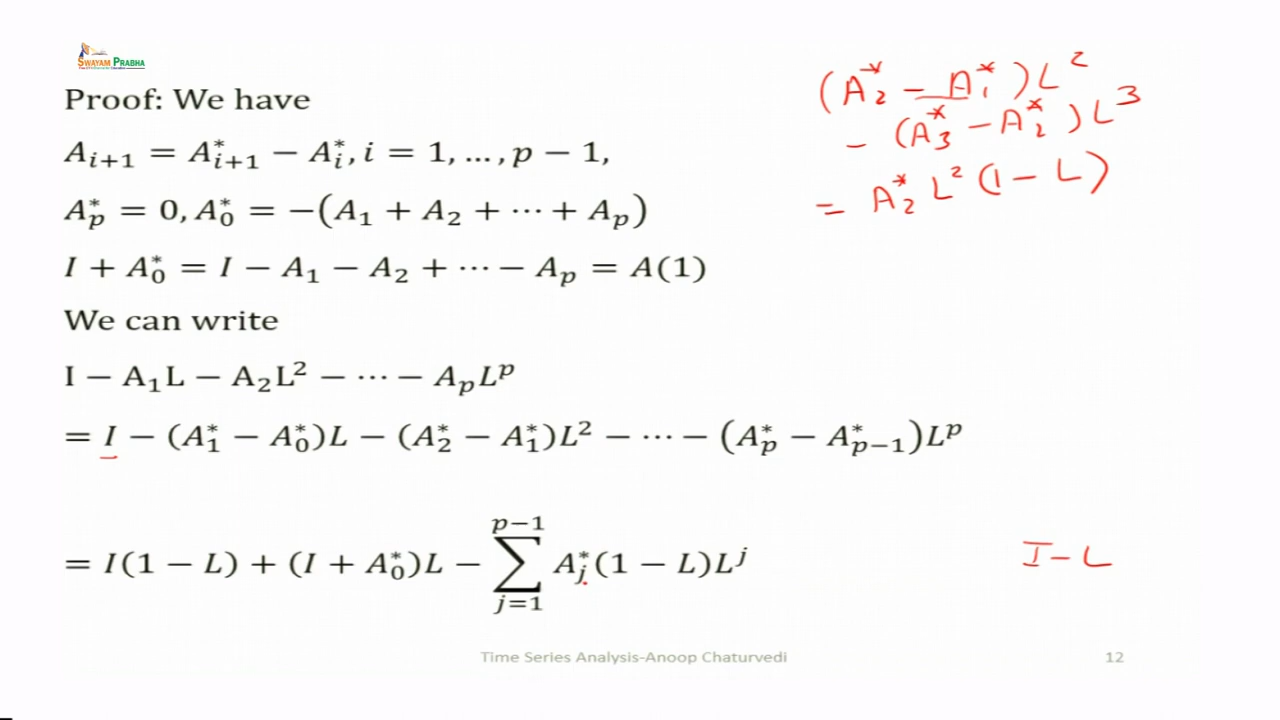 SWAYAM PRABHA
Proof: We have
A_{i+1} = A^*_{i+1} − A^*_i, i = 1, …, p − 1,
A^*_p = 0, A^*_0 = −(A_1 + A_2 + ⋯ + A_p)
I + A^*_0 = I − A_1 − A_2 + ⋯ − A_p = A(1)
We can write
I − A_1L − A_2L^2 − ⋯ − A_pL^p
= I − (A^*_1 − A^*_0)L − (A^*_2 − A^*_1)L^2 − ⋯ − (A^*_p − A^*_{p−1})L^p
= I(1 − L) + (I + A^*_0)L − \sum_{j=1}^{p−1} A^*_j(1 − L)L^j
(A^*_2 − A^*_1)L^2
− (A^*_3 − A^*_2)L^3
= A^*_2 L^2 (1 − L)
I − L
Time Series Analysis-Anoop Chaturvedi
12